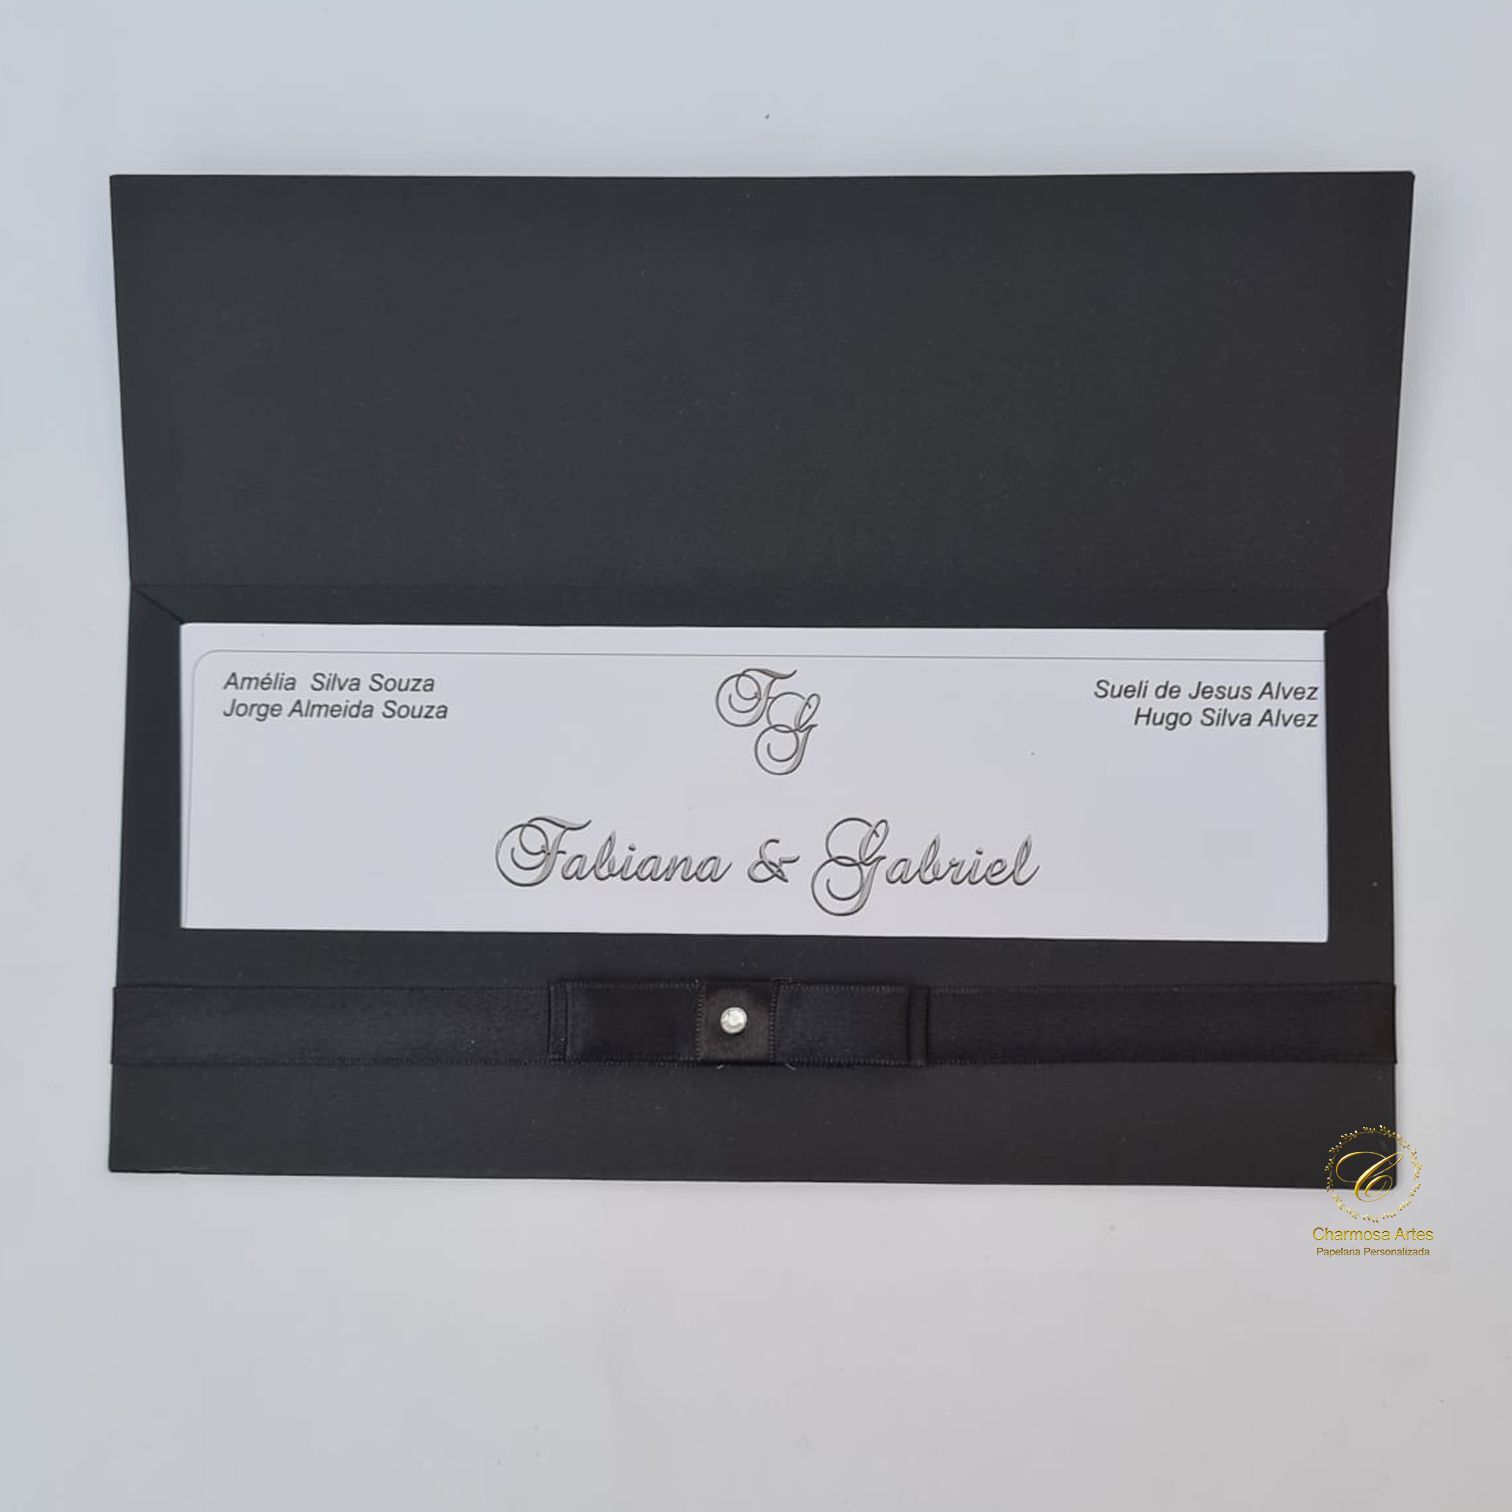 Amélia Silva Souza
Jorge Almeida Souza
FG
Sueli de Jesus Alvez
Hugo Silva Alvez
Fabiana & Gabriel
C
Charmosa Artes
Papelaria Personalizada